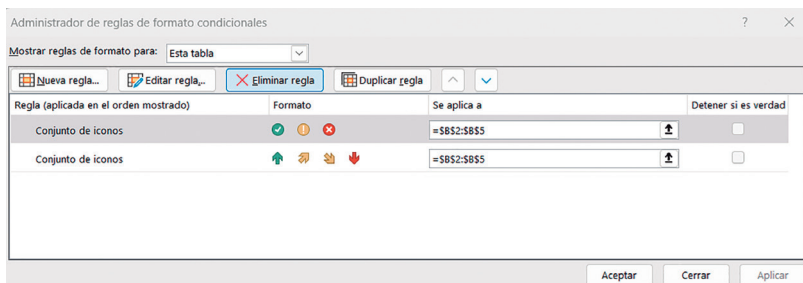 Administrador de reglas de formato condicionales ? ×
Mostrar reglas de formato para: Esta tabla
Nueva regla... Editar regla... Eliminar regla Duplicar regla
Regla (aplicada en el orden mostrado) Formato Se aplica a Detener si es verdad
Conjunto de iconos =$B$2:$B$5
Conjunto de iconos =$B$2:$B$5
Aceptar Cerrar Aplicar